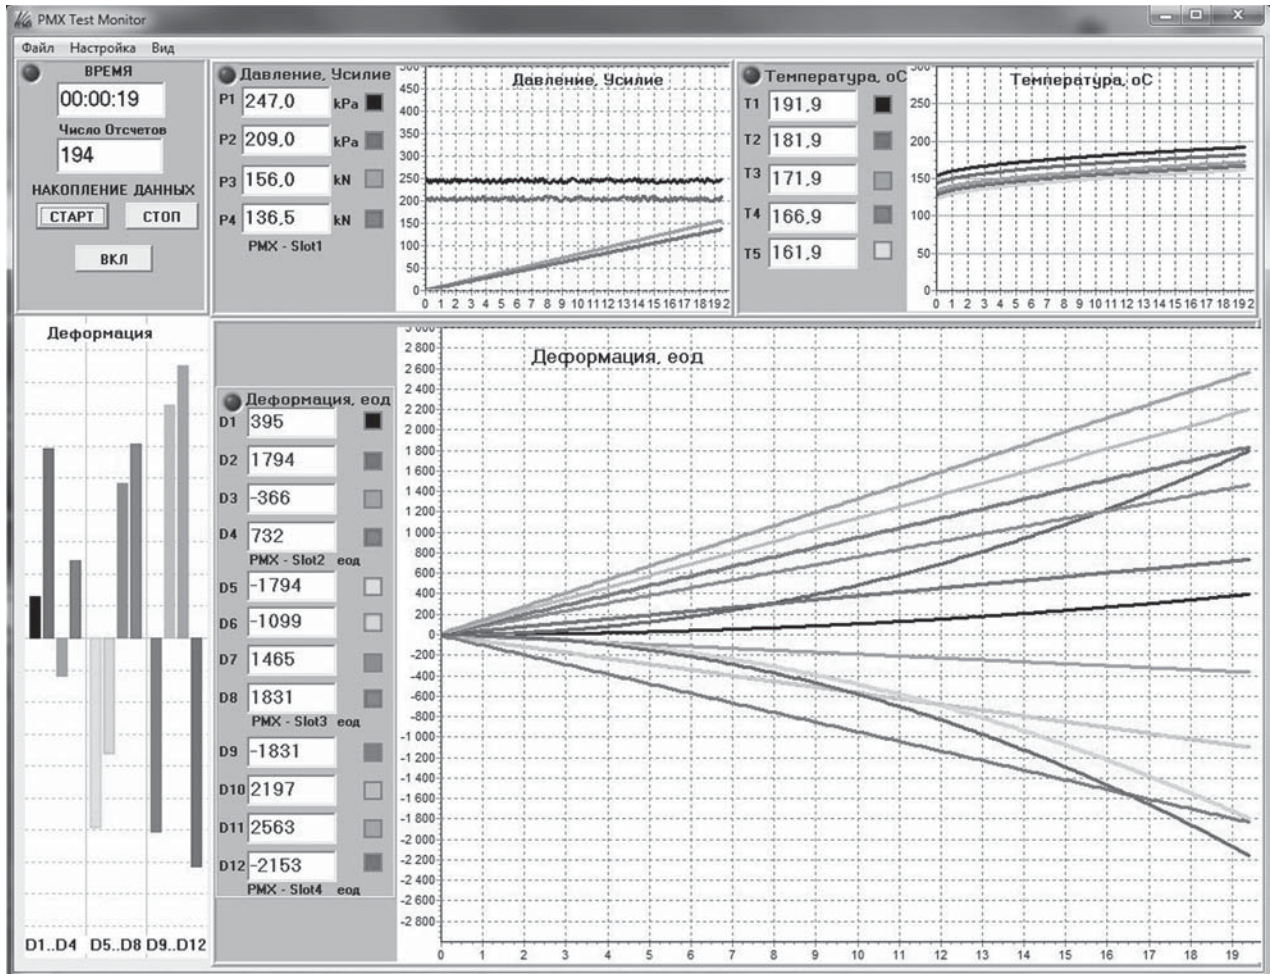 PMX Test Monitor
Файл Настройка Вид
ВРЕМЯ
00:00:19
Число Отсчетов
194
НАКОПЛЕНИЕ ДАННЫХ
СТАРТ СТОП
ВКЛ
Давление, Усилие
P1 247,0 kPa
P2 209,0 kPa
P3 156,0 kN
P4 136,5 kN
PMX - Slot1
Давление, Усилие
450
400
350
300
250
200
150
100
50
0
0 1 2 3 4 5 6 7 8 9 10 11 12 13 14 15 16 17 18 19 2
Температура, оС
T1 191,9
T2 181,9
T3 171,9
T4 166,9
T5 161,9
Температура, оС
250
200
150
100
50
0
0 1 2 3 4 5 6 7 8 9 10 11 12 13 14 15 16 17 18 19 2
Деформация
D1..D4 D5..D8 D9..D12
Деформация, еод
D1 395
D2 1794
D3 -366
D4 732
PMX - Slot2 еод
D5 -1794
D6 -1099
D7 1465
D8 1831
PMX - Slot3 еод
D9 -1831
D10 2197
D11 2563
D12 -2153
PMX - Slot4 еод
Деформация, еод
3 000
2 800
2 600
2 400
2 200
2 000
1 800
1 600
1 400
1 200
1 000
800
600
400
200
0
-200
-400
-600
-800
-1 000
-1 200
-1 400
-1 600
-1 800
-2 000
-2 200
-2 400
-2 600
-2 800
0 1 2 3 4 5 6 7 8 9 10 11 12 13 14 15 16 17 18 19